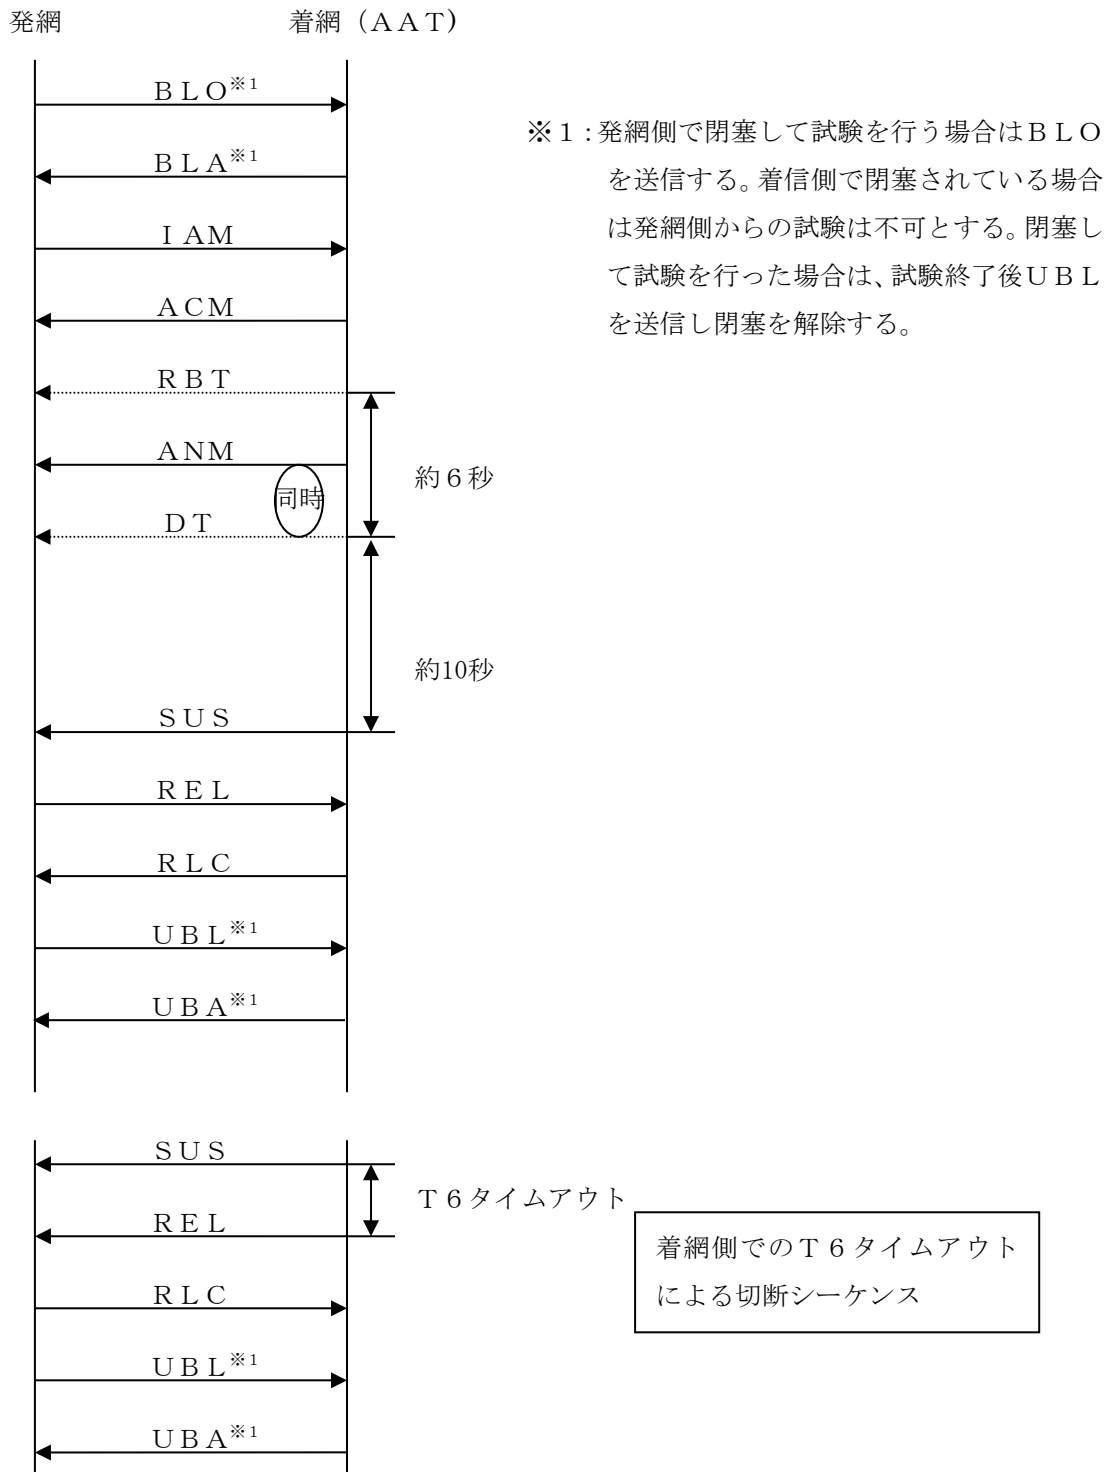 発網
着網（ＡＡＴ）
ＢＬＯ※1
ＢＬＡ※1
ＩＡＭ
ＡＣＭ
ＲＢＴ
ＡＮＭ
同時
ＤＴ
約６秒
約10秒
ＳＵＳ
ＲＥＬ
ＲＬＣ
ＵＢＬ※1
ＵＢＡ※1
※１：発網側で閉塞して試験を行う場合はＢＬＯ
を送信する。着信側で閉塞されている場合
は発網側からの試験は不可とする。閉塞し
て試験を行った場合は、試験終了後ＵＢＬ
を送信し閉塞を解除する。
ＳＵＳ
Ｔ６タイムアウト
ＲＥＬ
ＲＬＣ
ＵＢＬ※1
ＵＢＡ※1
着網側でのＴ６タイムアウト
による切断シーケンス